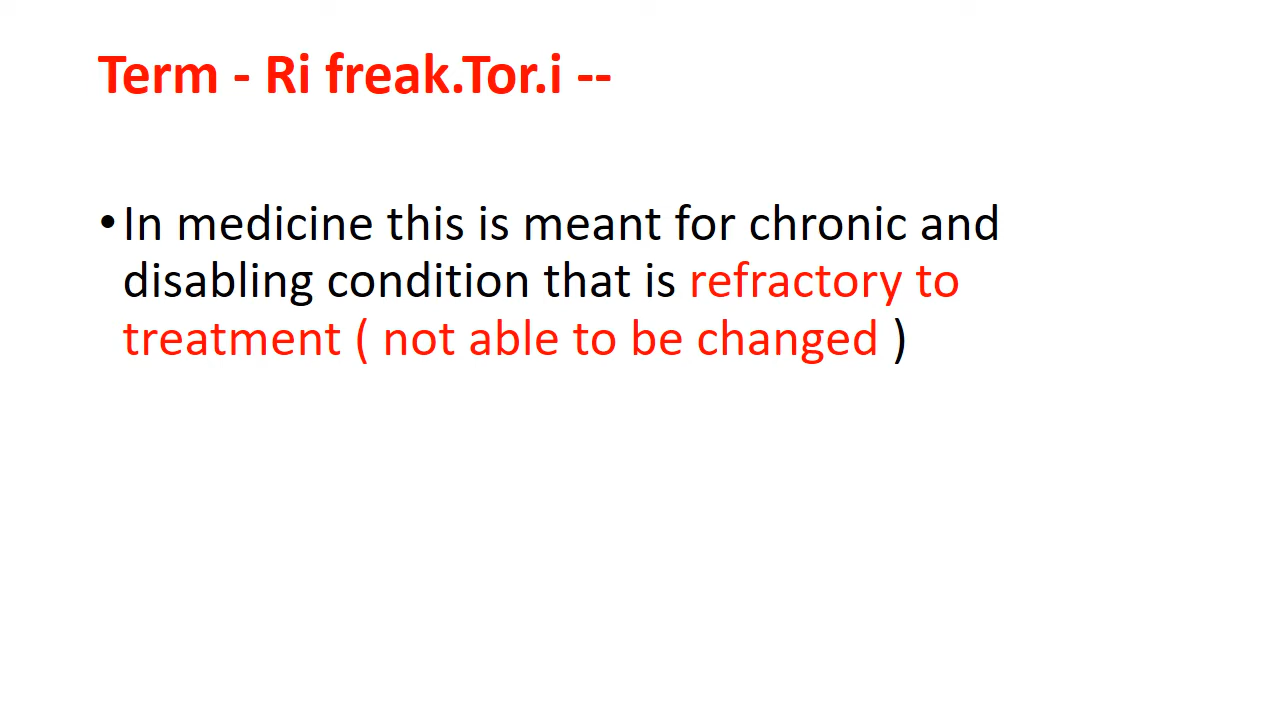 Term - Ri freak.Tor.i --
•In medicine this is meant for chronic and
disabling condition that is refractory to
treatment ( not able to be changed )